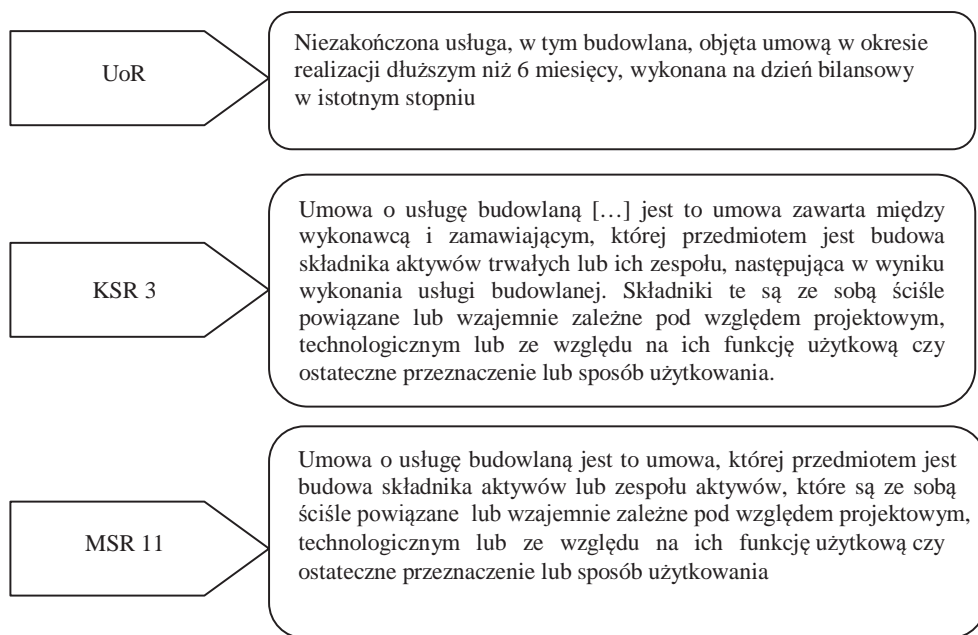 UoR
Niezakończona usługa, w tym budowlana, objęta umową w okresie
realizacji dłuższym niż 6 miesięcy, wykonana na dzień bilansowy
w istotnym stopniu
KSR 3
Umowa o usługę budowlaną […] jest to umowa zawarta między
wykonawcą i zamawiającym, której przedmiotem jest budowa
składnika aktywów trwałych lub ich zespołu, następująca w wyniku
wykonania usługi budowlanej. Składniki te są ze sobą ściśle
powiązane lub wzajemnie zależne pod względem projektowym,
technologicznym lub ze względu na ich funkcję użytkową czy
ostateczne przeznaczenie lub sposób użytkowania.
MSR 11
Umowa o usługę budowlaną jest to umowa, której przedmiotem jest
budowa składnika aktywów lub zespołu aktywów, które są ze sobą
ściśle powiązane lub wzajemnie zależne pod względem projektowym,
technologicznym lub ze względu na ich funkcję użytkową czy
ostateczne przeznaczenie lub sposób użytkowania